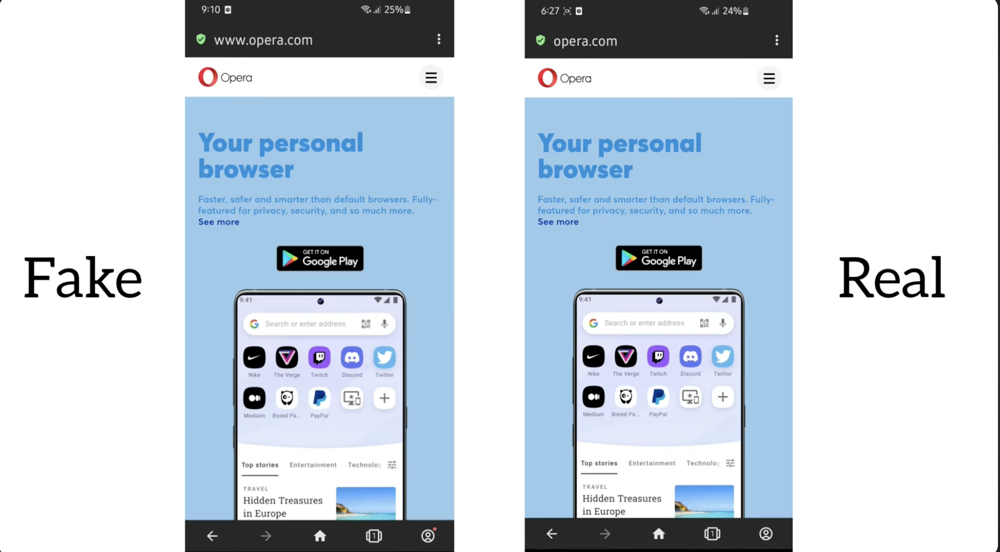 Fake
9:10
25%
www.opera.com
Opera
Your personal
browser
Faster, safer and smarter than default browsers. Fully-
featured for privacy, security, and so much more.
See more
GET IT ON
Google Play
9:41
Search or enter address
Nike The Verge Twitch Discord Twitter
Medium Bored Pa... PayPal
Top stories Entertainment Technolog
TRAVEL
Hidden Treasures
in Europe
1
6:27
24%
opera.com
Opera
Your personal
browser
Faster, safer and smarter than default browsers. Fully-
featured for privacy, security, and so much more.
See more
GET IT ON
Google Play
9:41
Search or enter address
Nike The Verge Twitch Discord Twitter
Medium Bored Pa... PayPal
Top stories Entertainment Technolog
TRAVEL
Hidden Treasures
in Europe
1
Real